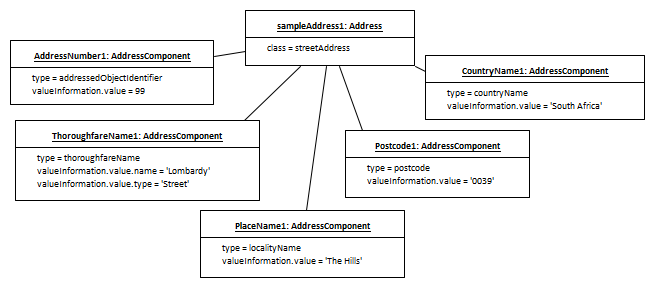 sampleAddress1: Address
class = streetAddress
AddressNumber1: AddressComponent
type = addressedObjectIdentifier
valueInformation.value = 99
CountryName1: AddressComponent
type = countryName
valueInformation.value = 'South Africa'
ThoroughfareName1: AddressComponent
type = thoroughfareName
valueInformation.value.name = 'Lombardy'
valueInformation.value.type = 'Street'
Postcode1: AddressComponent
type = postcode
valueInformation.value = '0039'
PlaceName1: AddressComponent
type = localityName
valueInformation.value = 'The Hills'